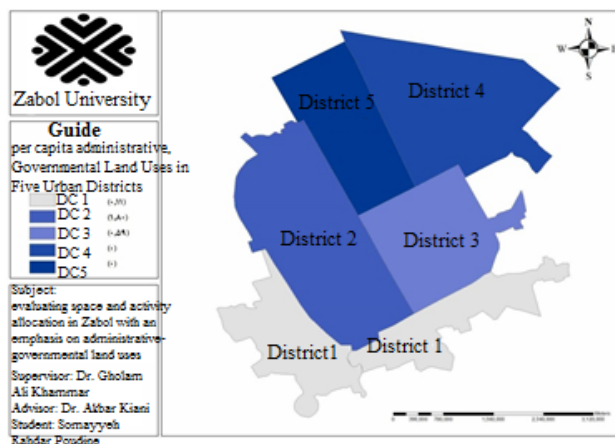 Zabol University
Guide
per capita administrative,
Governmental Land Uses in
Five Urban Districts
DC 1
DC 2
DC 3
DC 4
DC5
Subject:
evaluating space and activity
allocation in Zabol with an
emphasis on administrative-
governmental land uses
Supervisor: Dr. Gholam
Ali Khammar
Advisor: Dr. Akbar Kiani
Student: Somayyeh
Rahdar Poudine
N
W
E
S
District 5
District 4
District 2
District 3
District1
District 1